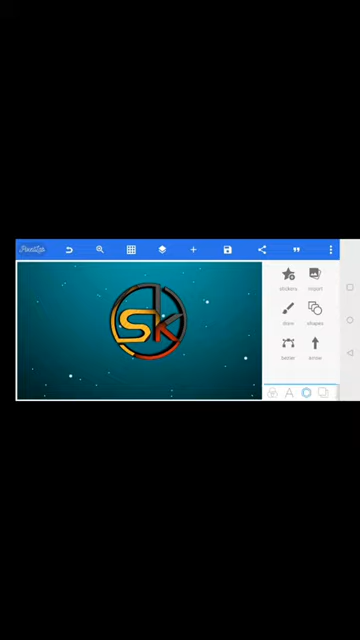 PixelLab
SK
stickers
import
draw
shapes
bezier
arrow